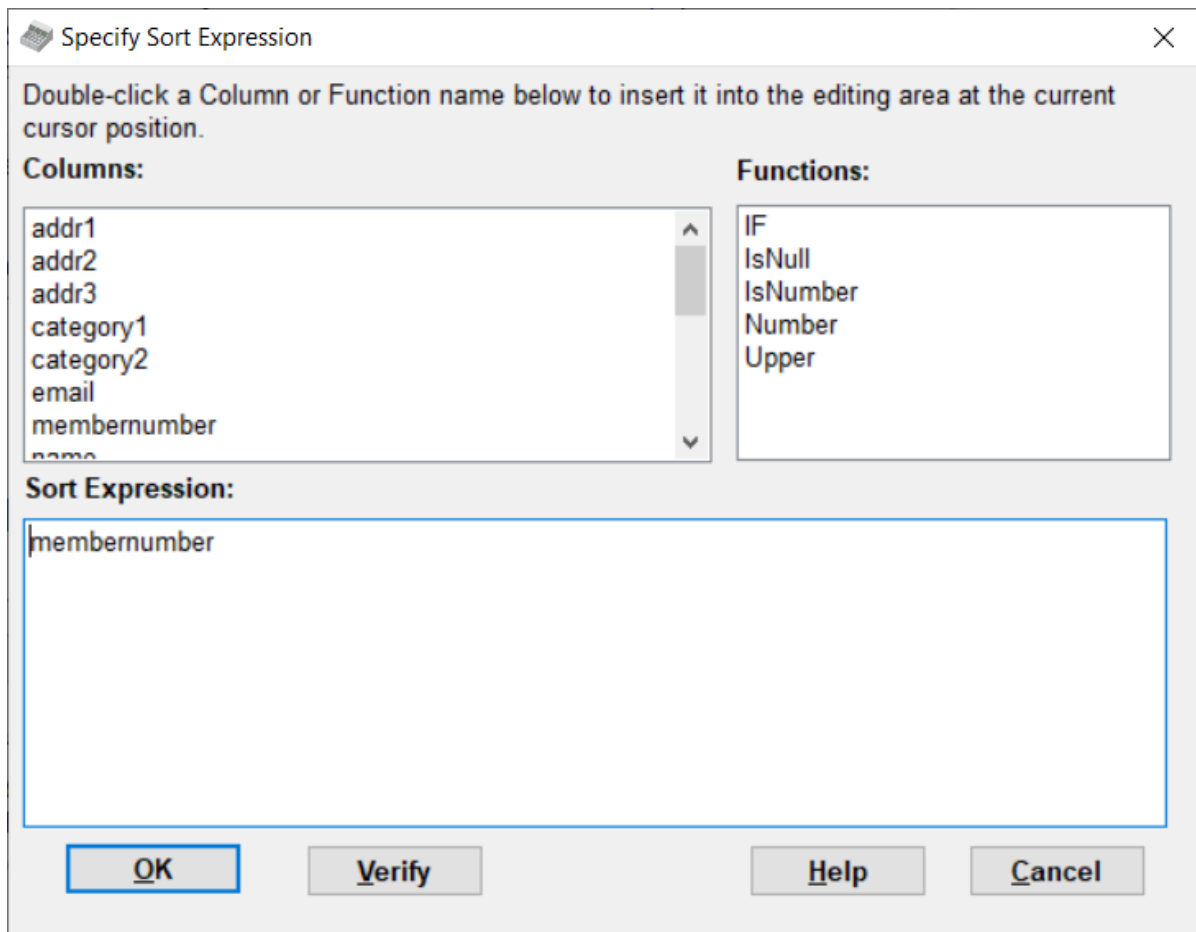 Specify Sort Expression
Double-click a Column or Function name below to insert it into the editing area at the current
cursor position.
Columns:
addr1
addr2
addr3
category1
category2
email
membernumber
name
Functions:
IF
IsNull
IsNumber
Number
Upper
Sort Expression:
membernumber
OK
Verify
Help
Cancel